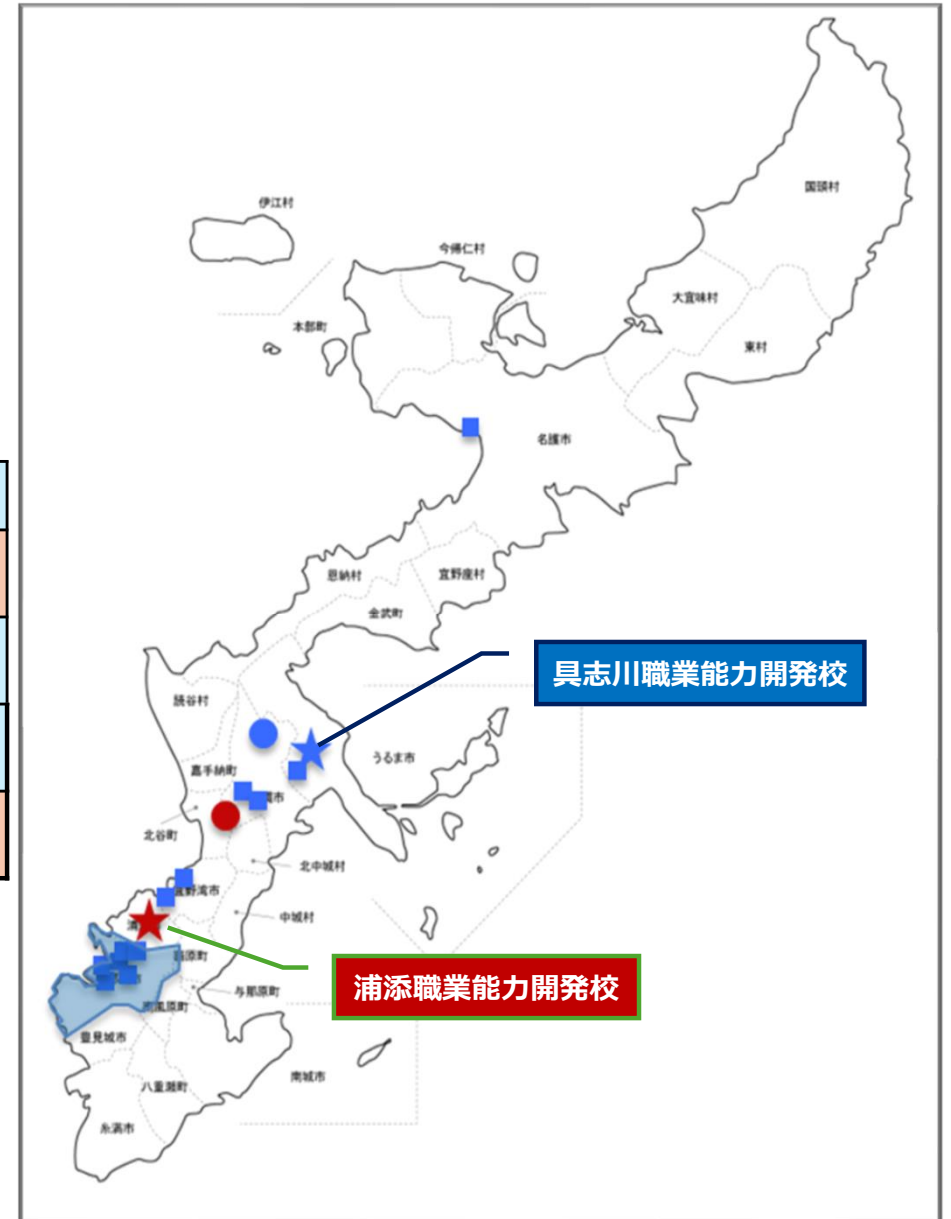 国頭村
伊江村
今帰仁村
大宜味村
本部町
東村
名護市
恩納村
宜野座村
金武町
具志川職業能力開発校
読谷村
うるま市
嘉手納町
市
北谷町
北中城村
宜野湾市
中城村
浦
西原町
浦添職業能力開発校
与那原町
南風原町
豊見城市
南城市
八重瀬町
糸満市